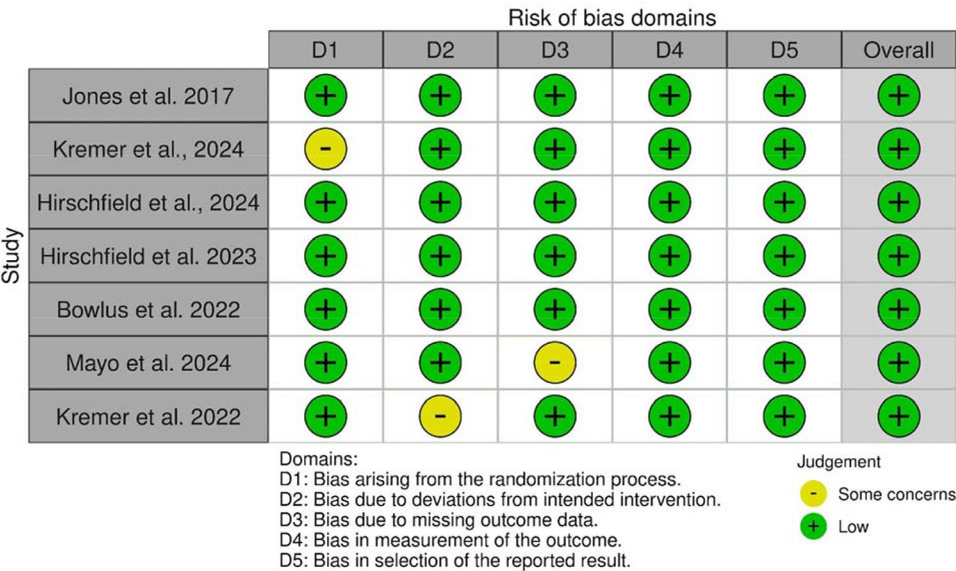 Risk of bias domains
D1 D2 D3 D4 D5 Overall
Study
Jones et al. 2017 + + + + + +
Kremer et al., 2024 - + + + + +
Hirschfield et al., 2024 + + + + + +
Hirschfield et al. 2023 + + + + + +
Bowlus et al. 2022 + + + + + +
Mayo et al. 2024 + + - + + +
Kremer et al. 2022 + - + + + +
Domains:
D1: Bias arising from the randomization process.
D2: Bias due to deviations from intended intervention.
D3: Bias due to missing outcome data.
D4: Bias in measurement of the outcome.
D5: Bias in selection of the reported result.
Judgement
- Some concerns
+ Low